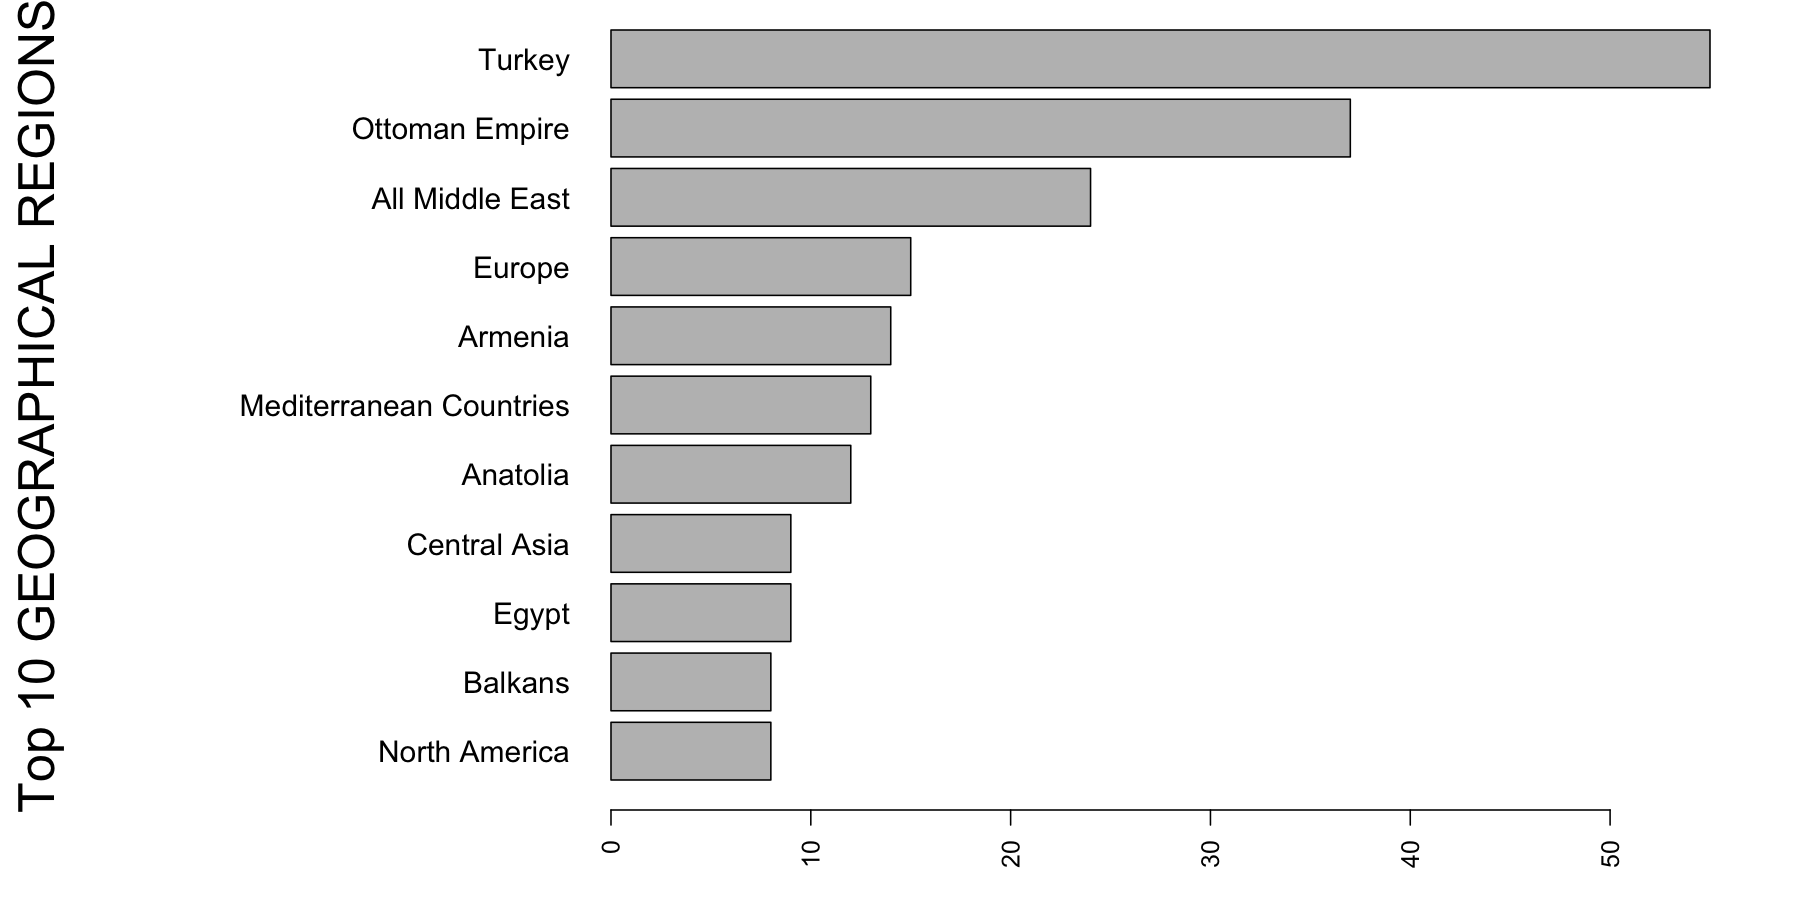 Top 10 GEOGRAPHICAL REGIONS
Turkey
Ottoman Empire
All Middle East
Europe
Armenia
Mediterranean Countries
Anatolia
Central Asia
Egypt
Balkans
North America
0 10 20 30 40 50